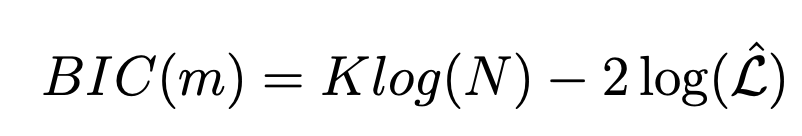 BIC(m) = Klog(N) − 2 log(ℒ̂)